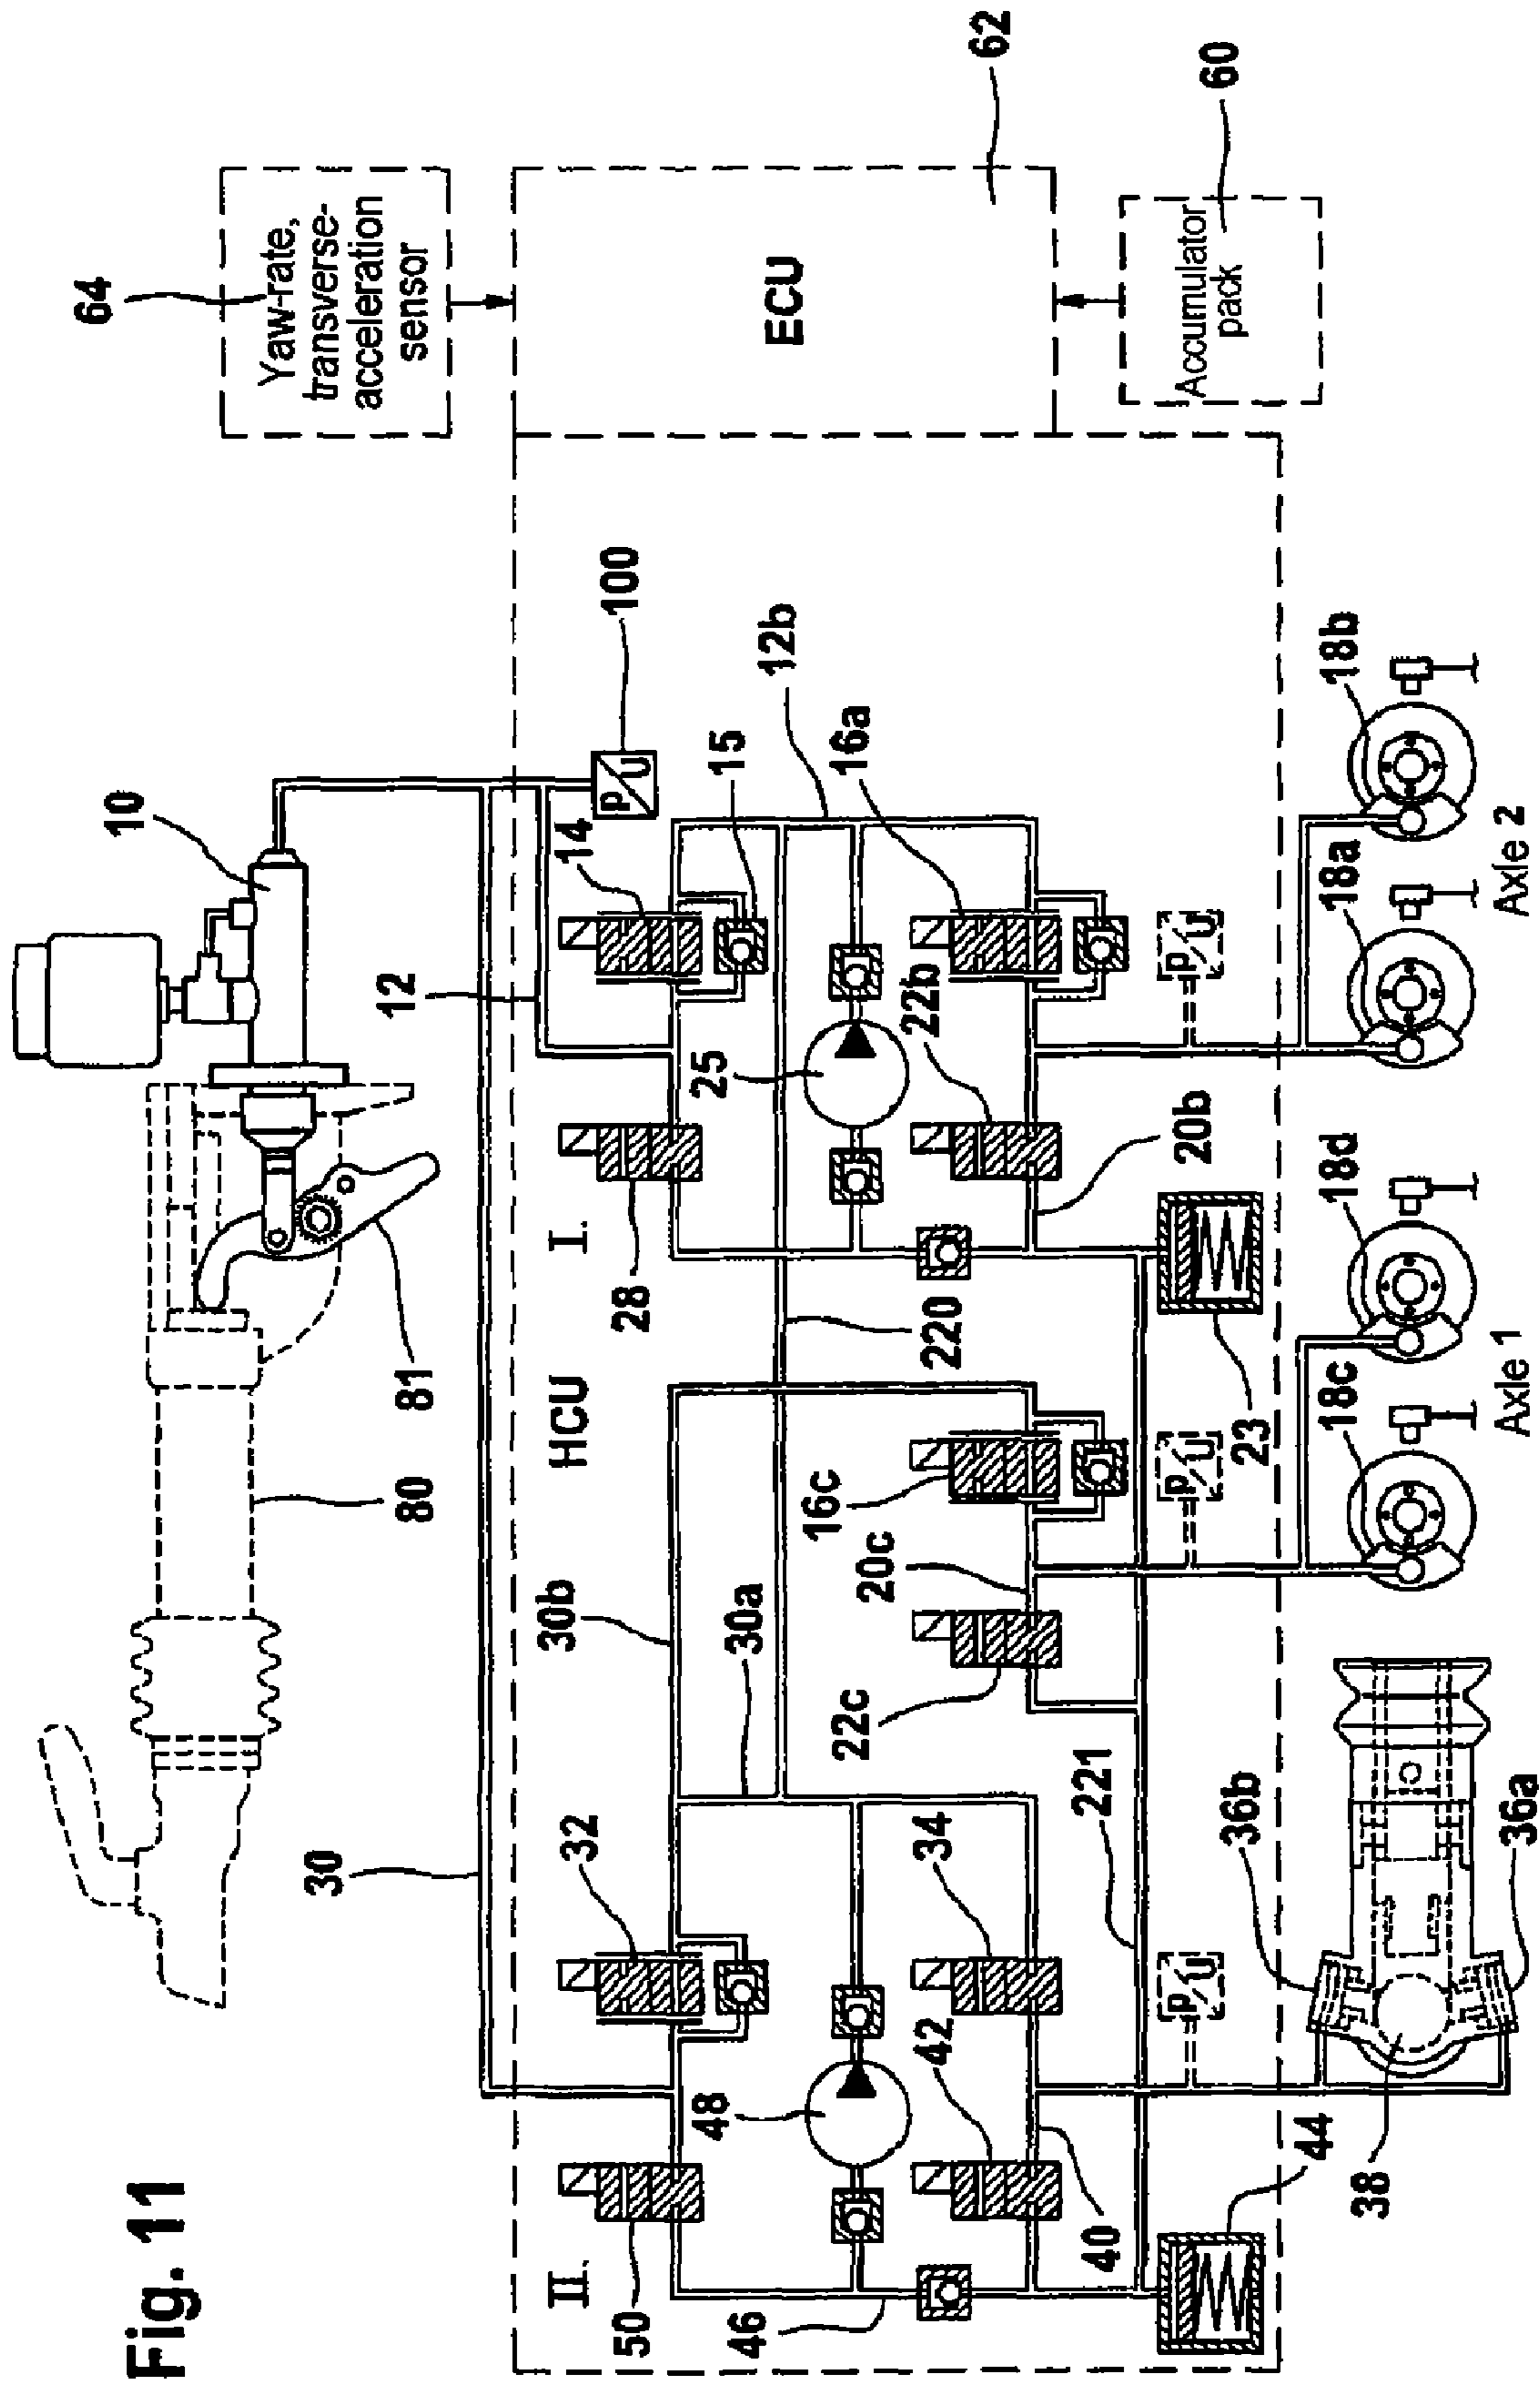 Fig. 11
64
Yaw-rate,
transverse-
acceleration
sensor
62
ECU
60
Accumulator
pack
10
12
81
80
30
100
P
U
HCU
I.
II.
14
15
12b
16a
25
22b
28
20b
220
30b
30a
16c
20c
22c
32
34
221
48
42
50
46
40
P
U
P
U
P
U
23
44
18b
18a
Axle 2
18d
18c
Axle 1
36b
36a
38